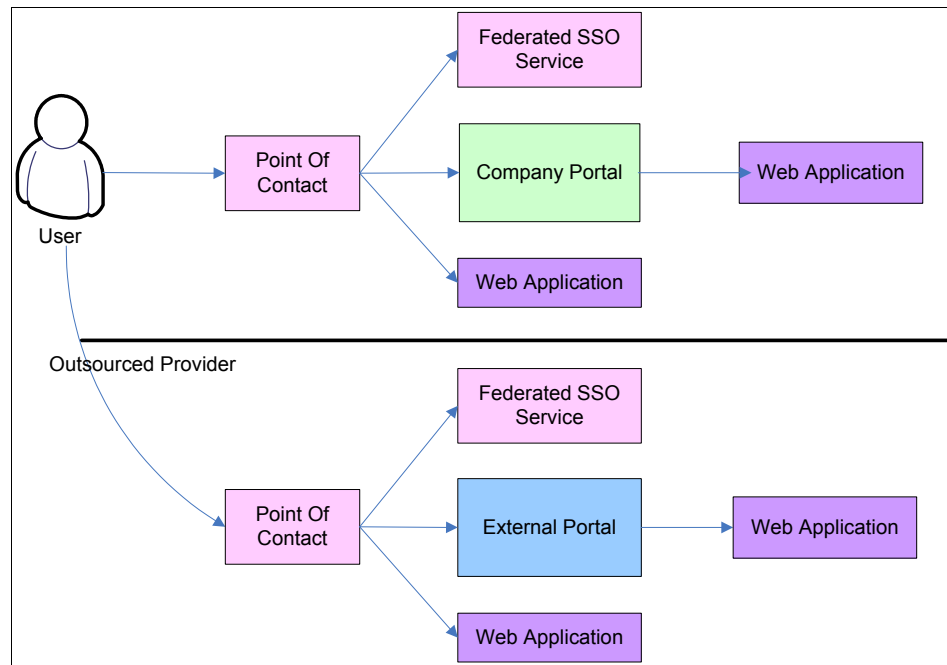 Federated SSO
Service
Point Of
Contact
Company Portal
Web Application
User
Web Application
Outsourced Provider
Federated SSO
Service
Point Of
Contact
External Portal
Web Application
Web Application